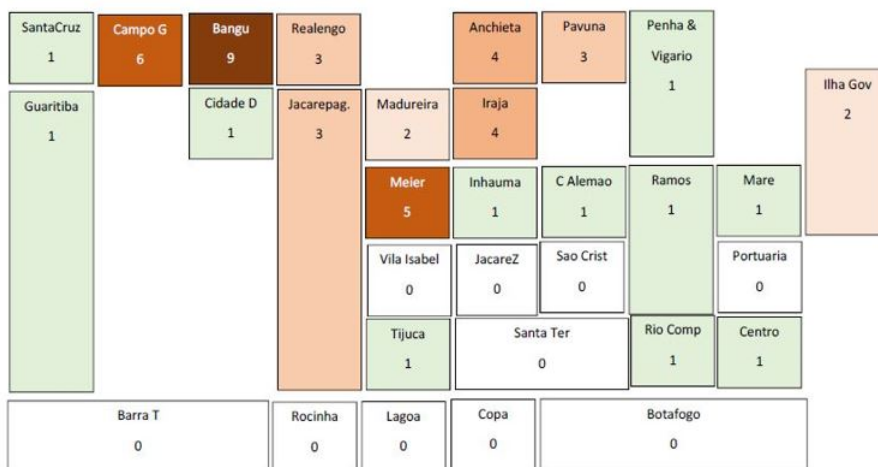 SantaCruz
1
Campo G
6
Bangu
9
Realengo
3
Anchieta
4
Pavuna
3
Penha &
Vigario
1
Guaritiba
1
Cidade D
1
Jacarepag.
3
Madureira
2
Iraja
4
Ilha Gov
2
Meier
5
Inhauma
1
C Alemao
1
Ramos
1
Mare
1
Vila Isabel
0
JacareZ
0
Sao Crist
0
Portuaria
0
Tijuca
1
Santa Ter
0
Rio Comp
1
Centro
1
Barra T
0
Rocinha
0
Lagoa
0
Copa
0
Botafogo
0